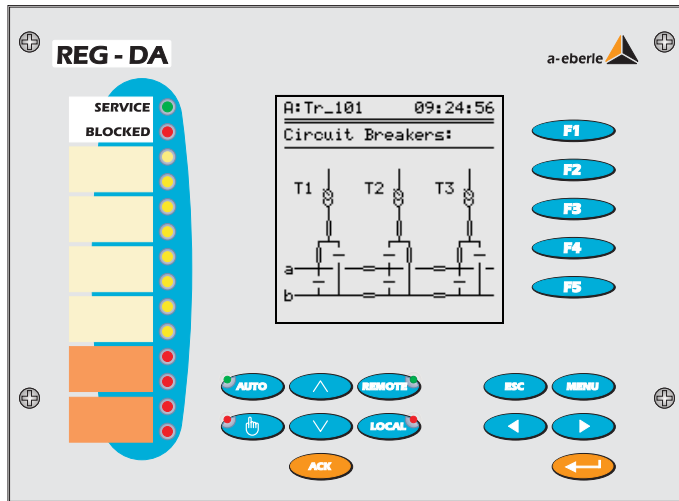 REG - DA
a-eberle
SERVICE
BLOCKED
A:Tr_101 09:24:56
Circuit Breakers:
T1 T2 T3
a
b
F1
F2
F3
F4
F5
AUTO REMOTE ESC MENU
LOCAL
ACK